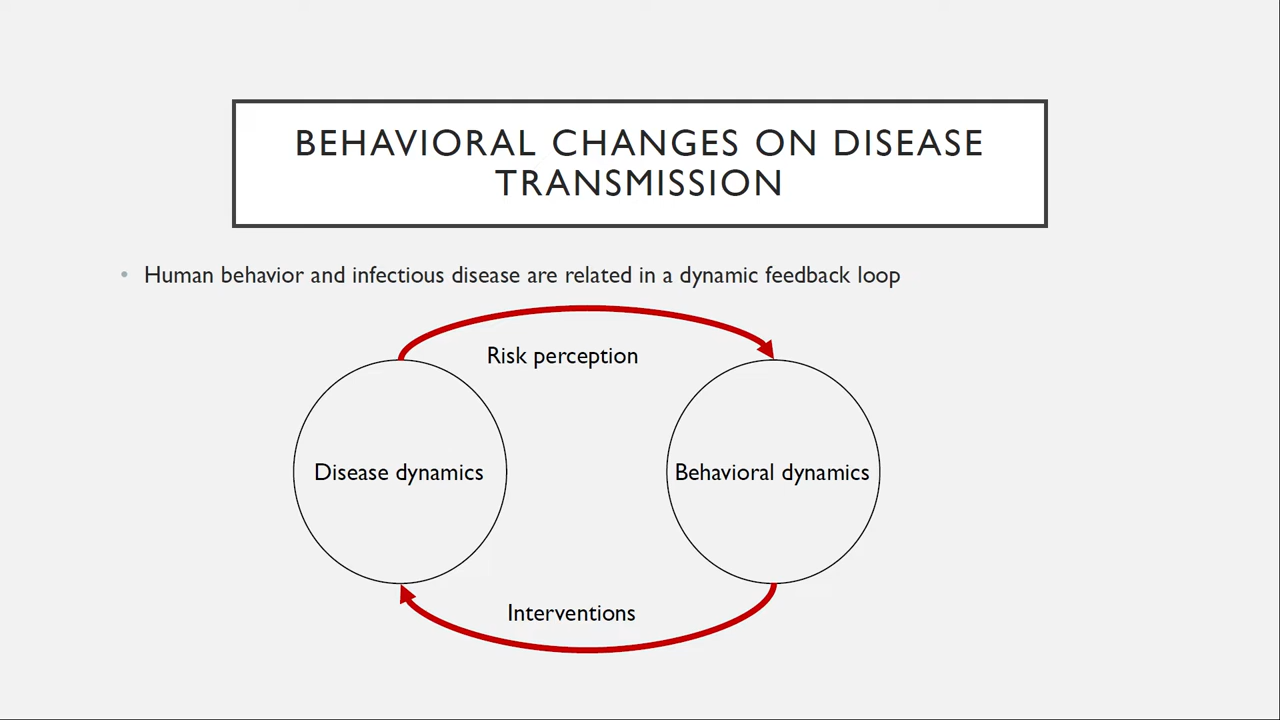 BEHAVIORAL CHANGES ON DISEASE
TRANSMISSION
• Human behavior and infectious disease are related in a dynamic feedback loop
Risk perception
Disease dynamics
Behavioral dynamics
Interventions